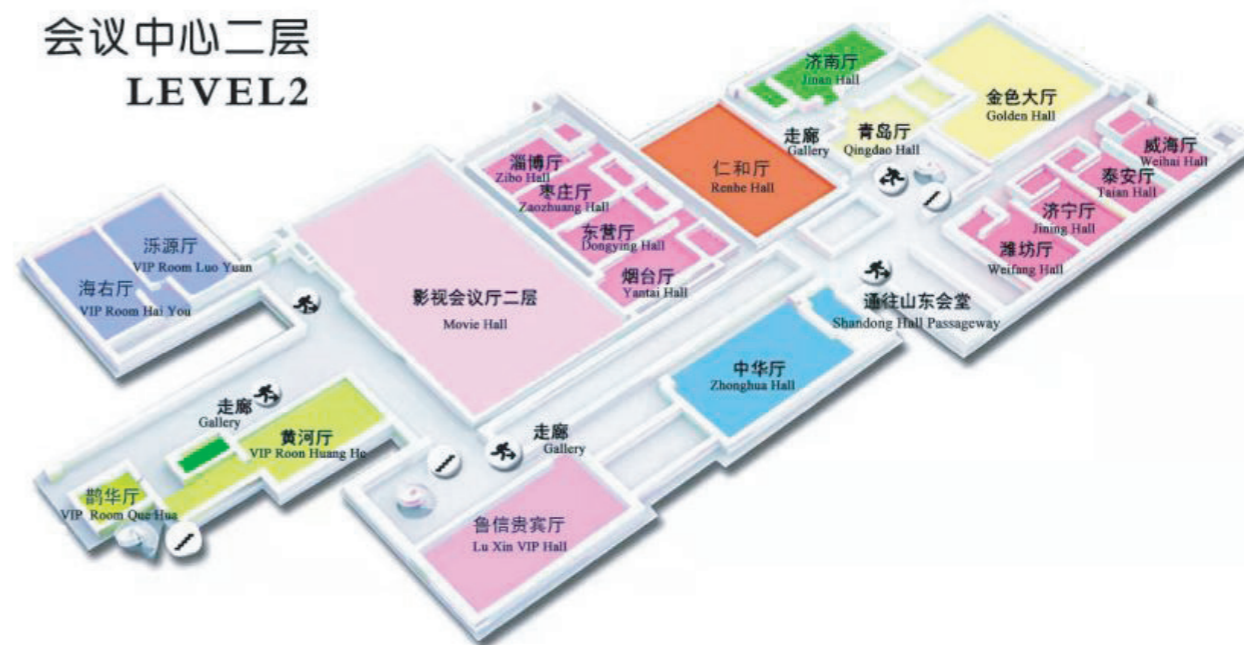 会议中心二层
LEVEL2
济南厅
Jinan Hall
金色大厅
Golden Hall
走廊
Gallery
青岛厅
Qingdao Hall
威海厅
Weihai Hall
泰安厅
Taian Hall
济宁厅
Jining Hall
潍坊厅
Weifang Hall
仁和厅
Renhe Hall
淄博厅
Zibo Hall
枣庄厅
Zaozhuang Hall
东营厅
Dongying Hall
烟台厅
Yantai Hall
泺源厅
VIP Room Luo Yuan
海右厅
VIP Room Hai You
影视会议厅二层
Movie Hall
通往山东会堂
Shandong Hall Passageway
中华厅
Zhonghua Hall
走廊
Gallery
黄河厅
VIP Roon Huang He
走廊
Gallery
鹊华厅
VIP Room Que Hua
鲁信贵宾厅
Lu Xin VIP Hall